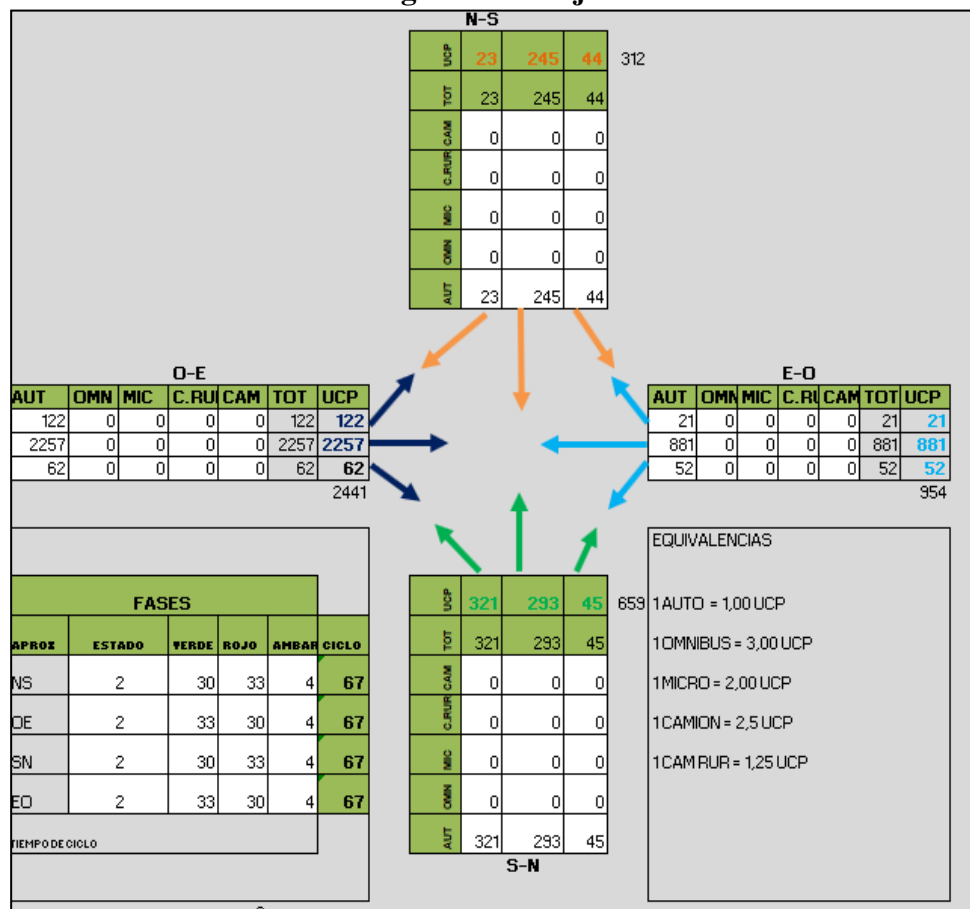 N-S
UCP 23 245 44 312
TOT 23 245 44
CAM 0 0 0
C.RUR 0 0 0
MIC 0 0 0
OMN 0 0 0
AUT 23 245 44
O-E
AUT OMN MIC C.RU CAM TOT UCP
122 0 0 0 0 122 122
2257 0 0 0 0 2257 2257
62 0 0 0 0 62 62
2441
E-O
AUT OMN MIC C.RU CAM TOT UCP
21 0 0 0 0 21 21
881 0 0 0 0 881 881
52 0 0 0 0 52 52
954
FASES
APROX ESTADO VERDE ROJO AMBAR CICLO
NS 2 30 33 4 67
OE 2 33 30 4 67
SN 2 30 33 4 67
EO 2 33 30 4 67
TIEMPO DE CICLO
UCP 321 293 45 659
TOT 321 293 45
CAM 0 0 0
C.RUR 0 0 0
MIC 0 0 0
OMN 0 0 0
AUT 321 293 45
S-N
EQUIVALENCIAS
1 AUTO = 1,00 UCP
1 OMNIBUS = 3,00 UCP
1 MICRO = 2,00 UCP
1 CAMION = 2,5 UCP
1 CAM RUR = 1,25 UCP